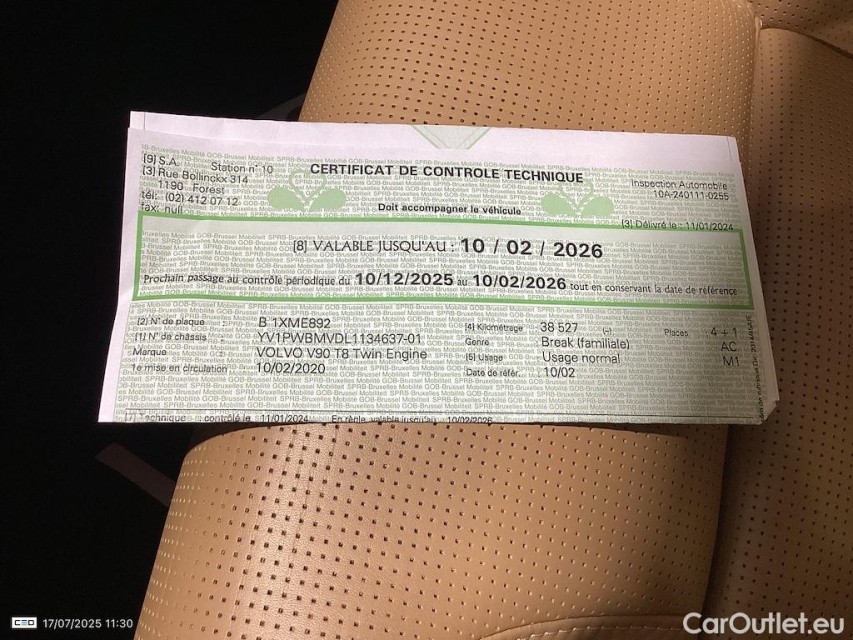 [9] S.A. Station n° 10
[3] Rue Bollinckx 314
1190 Forest
tél.: (02) 412 07 12
fax: null
CERTIFICAT DE CONTROLE TECHNIQUE
Doit accompagner le véhicule
Inspection Automobile
10A-240111-0255
[3] Délivré le : 11/01/2024
[8] VALABLE JUSQU'AU : 10 / 02 / 2026
Prochain passage au contrôle périodique du 10/12/2025 au 10/02/2026 tout en conservant la date de référence
[2] N° de plaque B 1XME892
[1] N° de châssis YV1PWBMVDL1134637-01
Marque VOLVO V90 T8 Twin Engine
1e mise en circulation 10/02/2020
[4] Kilométrage 38 527
Genre Break (familiale)
[5] Usage Usage normal
Date de référ. : 10/02
Places 4 + 1
AC
M1
[7] Technique : contrôlé le 11/01/2024 En règle, valable jusqu'au 10/02/2026
17/07/2025 11:30
CarOutlet.eu